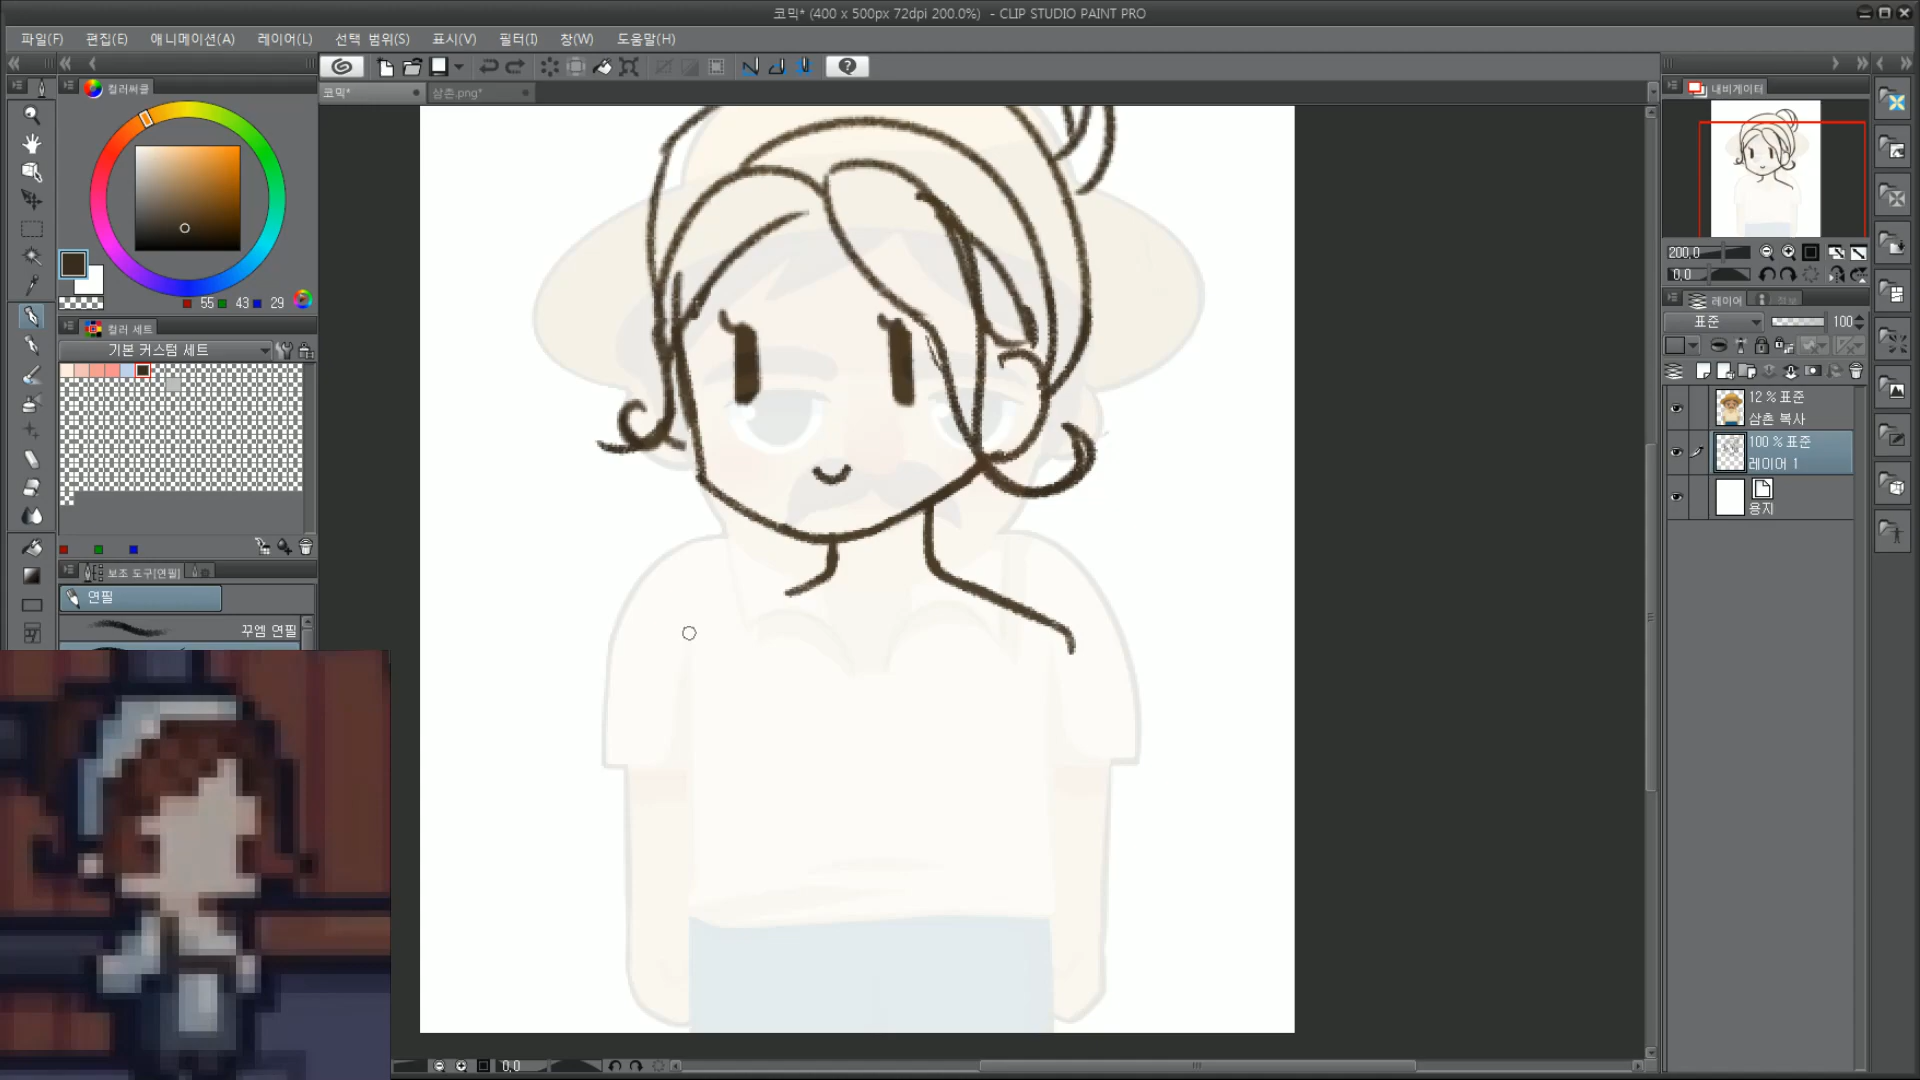 코믹* (400 x 500px 72dpi 200.0%) - CLIP STUDIO PAINT PRO
파일(F) 편집(E) 애니메이션(A) 레이어(L) 선택 범위(S) 표시(V) 필터(I) 창(W) 도움말(H)
컬러써클
코믹*
삼촌.png*
내비게이터
55 43 29
200.0
0.0
컬러 세트
기본 커스텀 세트
레이어 정보
표준 100
12 % 표준
삼촌 복사
100 % 표준
레이어 1
용지
보조 도구[연필]
연필
꾸엠 연필
0.0